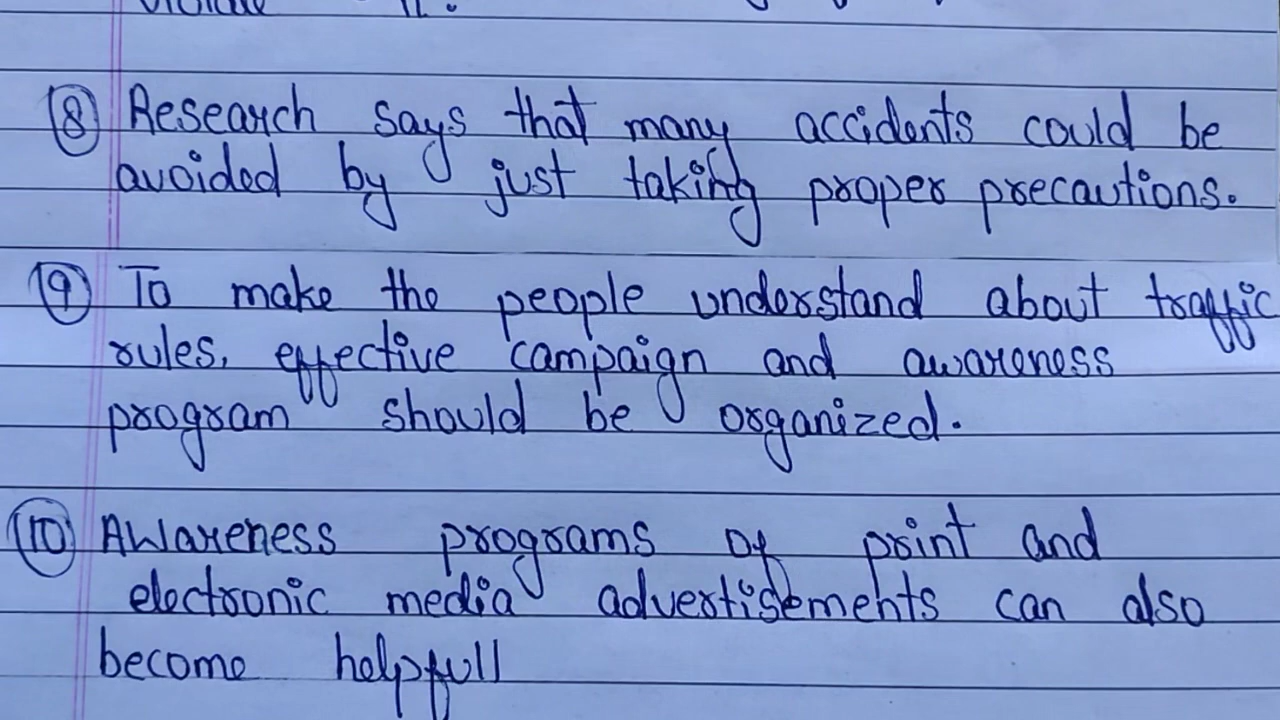 ⑧ Research says that many accidents could be
avoided by just taking proper precautions.
⑨ To make the people understand about traffic
rules, effective campaign and awareness
program should be organized.
⑩ Awareness programs of print and
electronic media advertisements can also
become helpfull